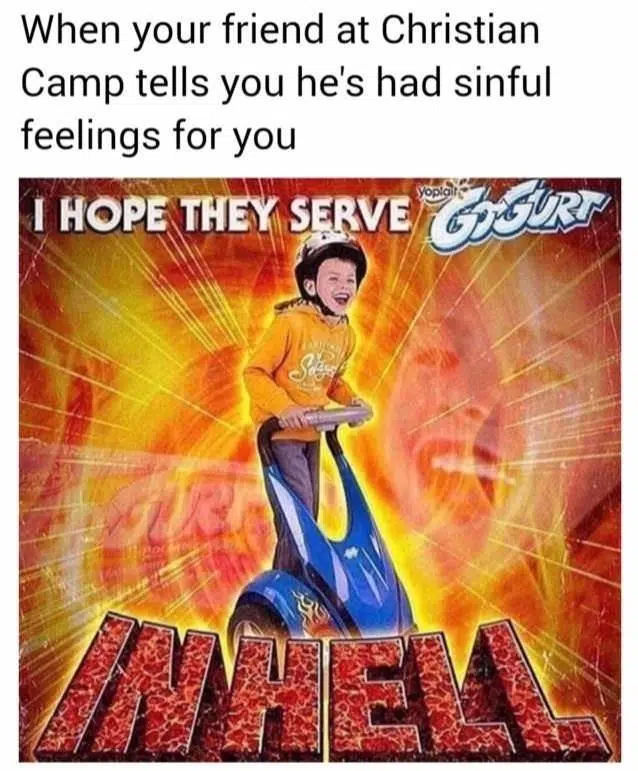 When your friend at Christian
Camp tells you he's had sinful
feelings for you
I HOPE THEY SERVE Yoplait GOGURT
IN HELL